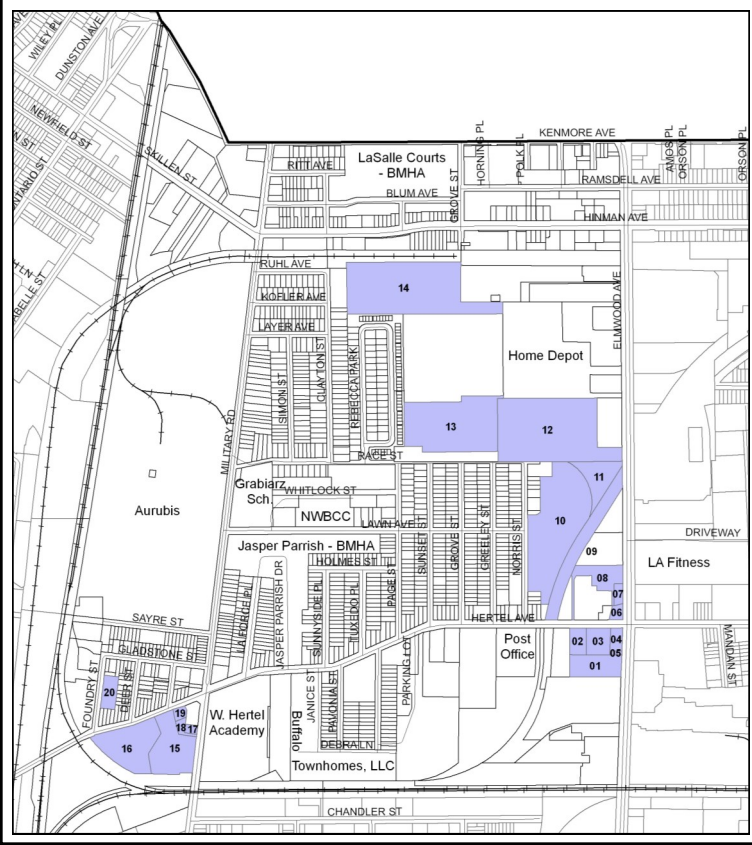 WILEY PL
DUNSTON AVE
NEWFIELD ST
SKILLEN ST
ONTARIO ST
KENMORE AVE
HORNING PL
POLK PL
AMOS PL
ORSON PL
ORSON PL
RITT AVE
LaSalle Courts
- BMHA
BLUM AVE
GROVE ST
RAMSDELL AVE
HINMAN AVE
RUHL AVE
KOFLER AVE
LAYER AVE
14
ELMWOOD AVE
Home Depot
SIMON ST
CLAYTON ST
REBECCA PARK
MILITARY RD
13
12
RACE ST
11
Grabiarz
Sch.
WHITLOCK ST
Aurubis
NWBCC
LAWN AVE
10
SUNSET ST
GROVE ST
GREELEY ST
NORRIS ST
DRIVEWAY
09
Jasper Parrish - BMHA
HOLMES ST
LA FORCE PL
JASPER PARRISH DR
SUNNYSIDE PL
TUXEDO PL
PAGE ST
LA Fitness
08
07
06
SAYRE ST
HERTEL AVE
GLADSTONE ST
Post
Office
02
03
04
05
01
MANDAN ST
FOUNDRY ST
DEER ST
20
PARKING LOT
JANICE ST
PAVONIA ST
19
18
17
16
15
W. Hertel
Academy
Buffalo
DEBRA LN
Townhomes, LLC
CHANDLER ST